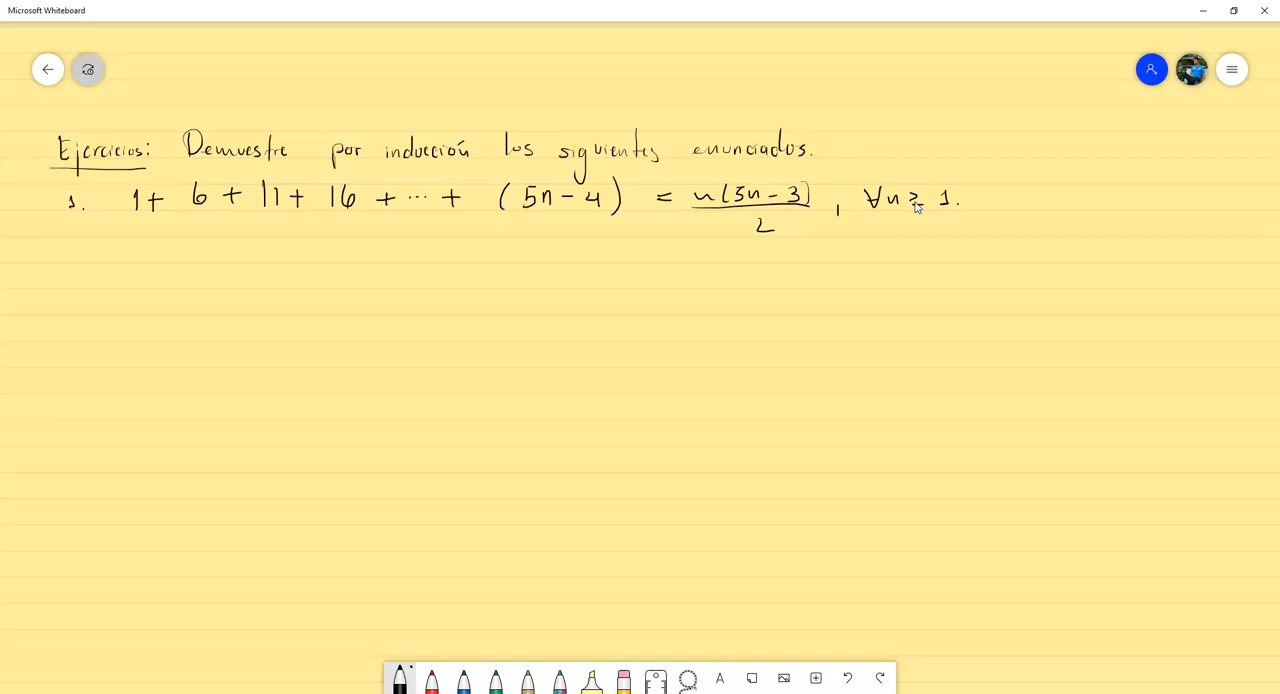 Microsoft Whiteboard
Ejercicios: Demuestre por inducción los siguientes enunciados.
1. 1 + 6 + 11 + 16 + ... + (5n - 4) = n(5n - 3)/2, ∀n ≥ 1.
A